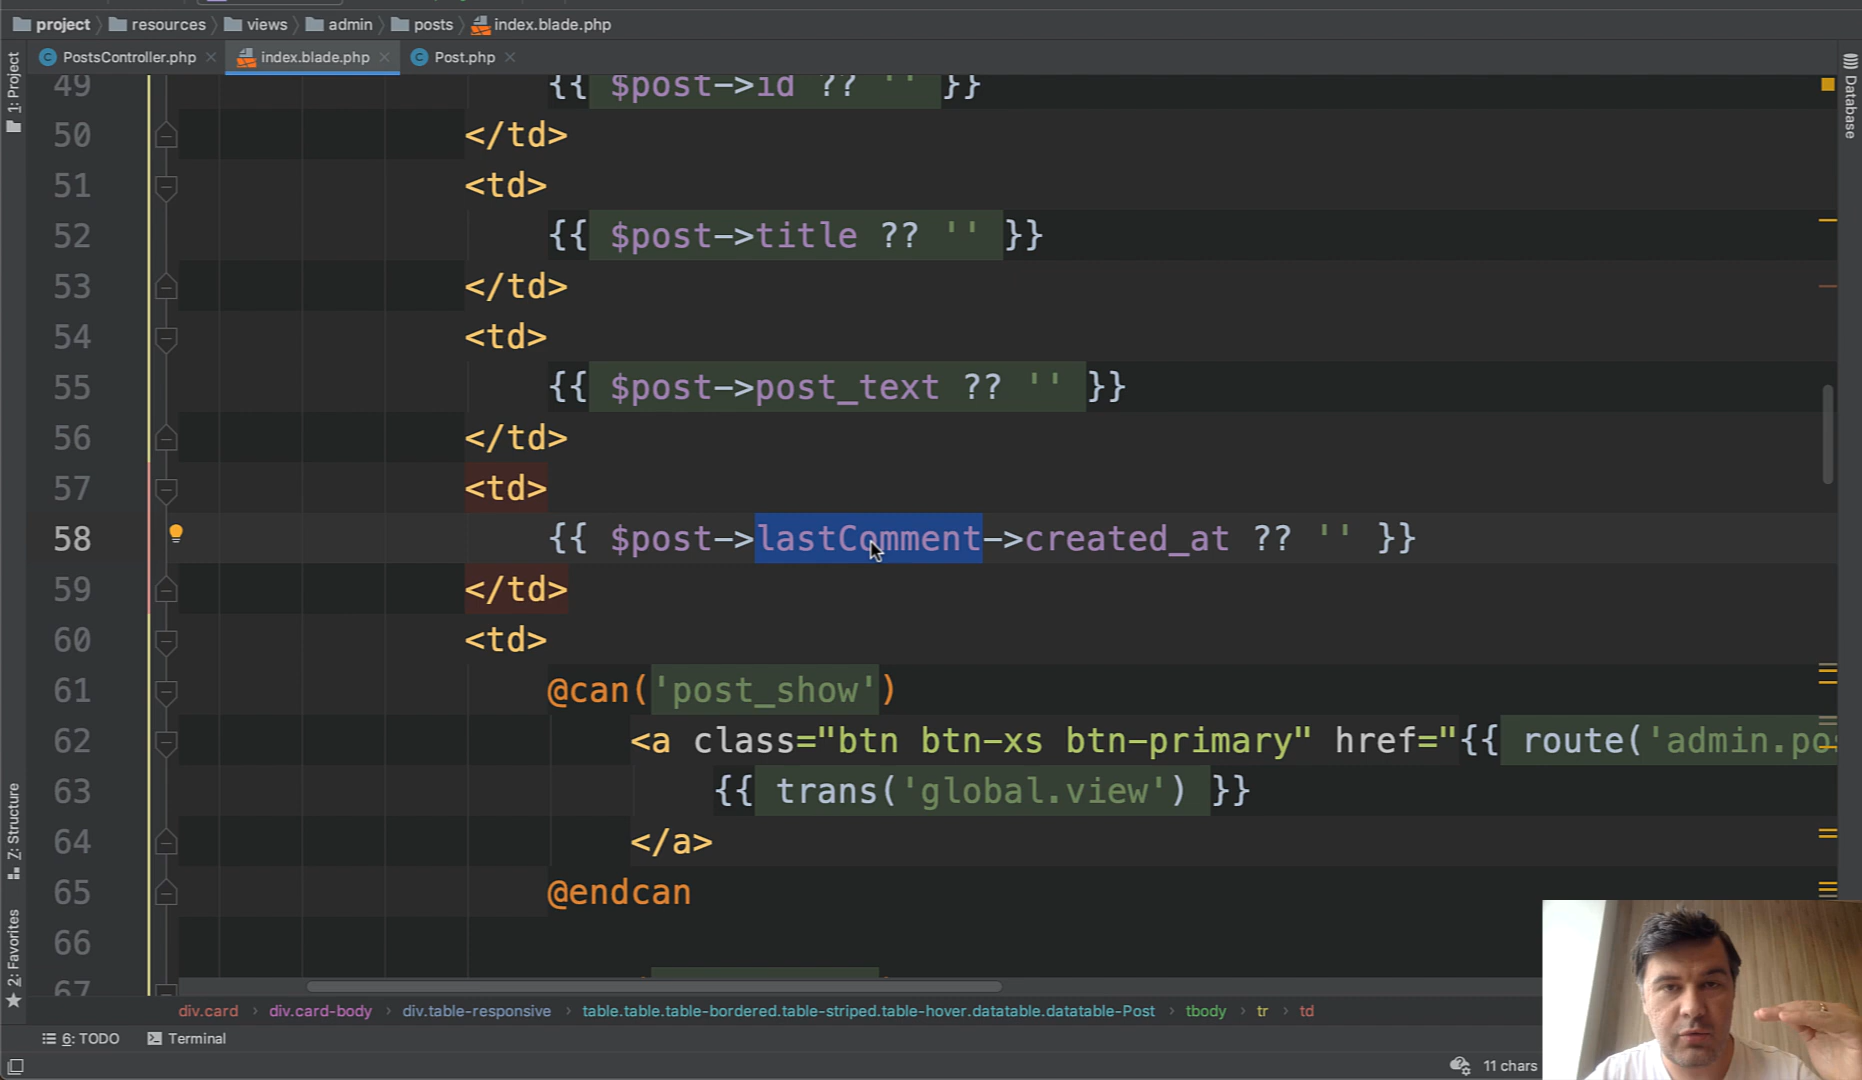 project resources views admin posts index.blade.php
PostsController.php index.blade.php Post.php
1: Project
Database
49 {{ $post->id ?? '' }}
50 </td>
51 <td>
52 {{ $post->title ?? '' }}
53 </td>
54 <td>
55 {{ $post->post_text ?? '' }}
56 </td>
57 <td>
58 {{ $post->lastComment->created_at ?? '' }}
59 </td>
60 <td>
61 @can('post_show')
62 <a class="btn btn-xs btn-primary" href="{{ route('admin.po
63 {{ trans('global.view') }}
64 </a>
65 @endcan
66
67
Z: Structure
2: Favorites
div.card div.card-body div.table-responsive table.table.table-bordered.table-striped.table-hover.datatable.datatable-Post tbody tr td
6: TODO Terminal
11 chars